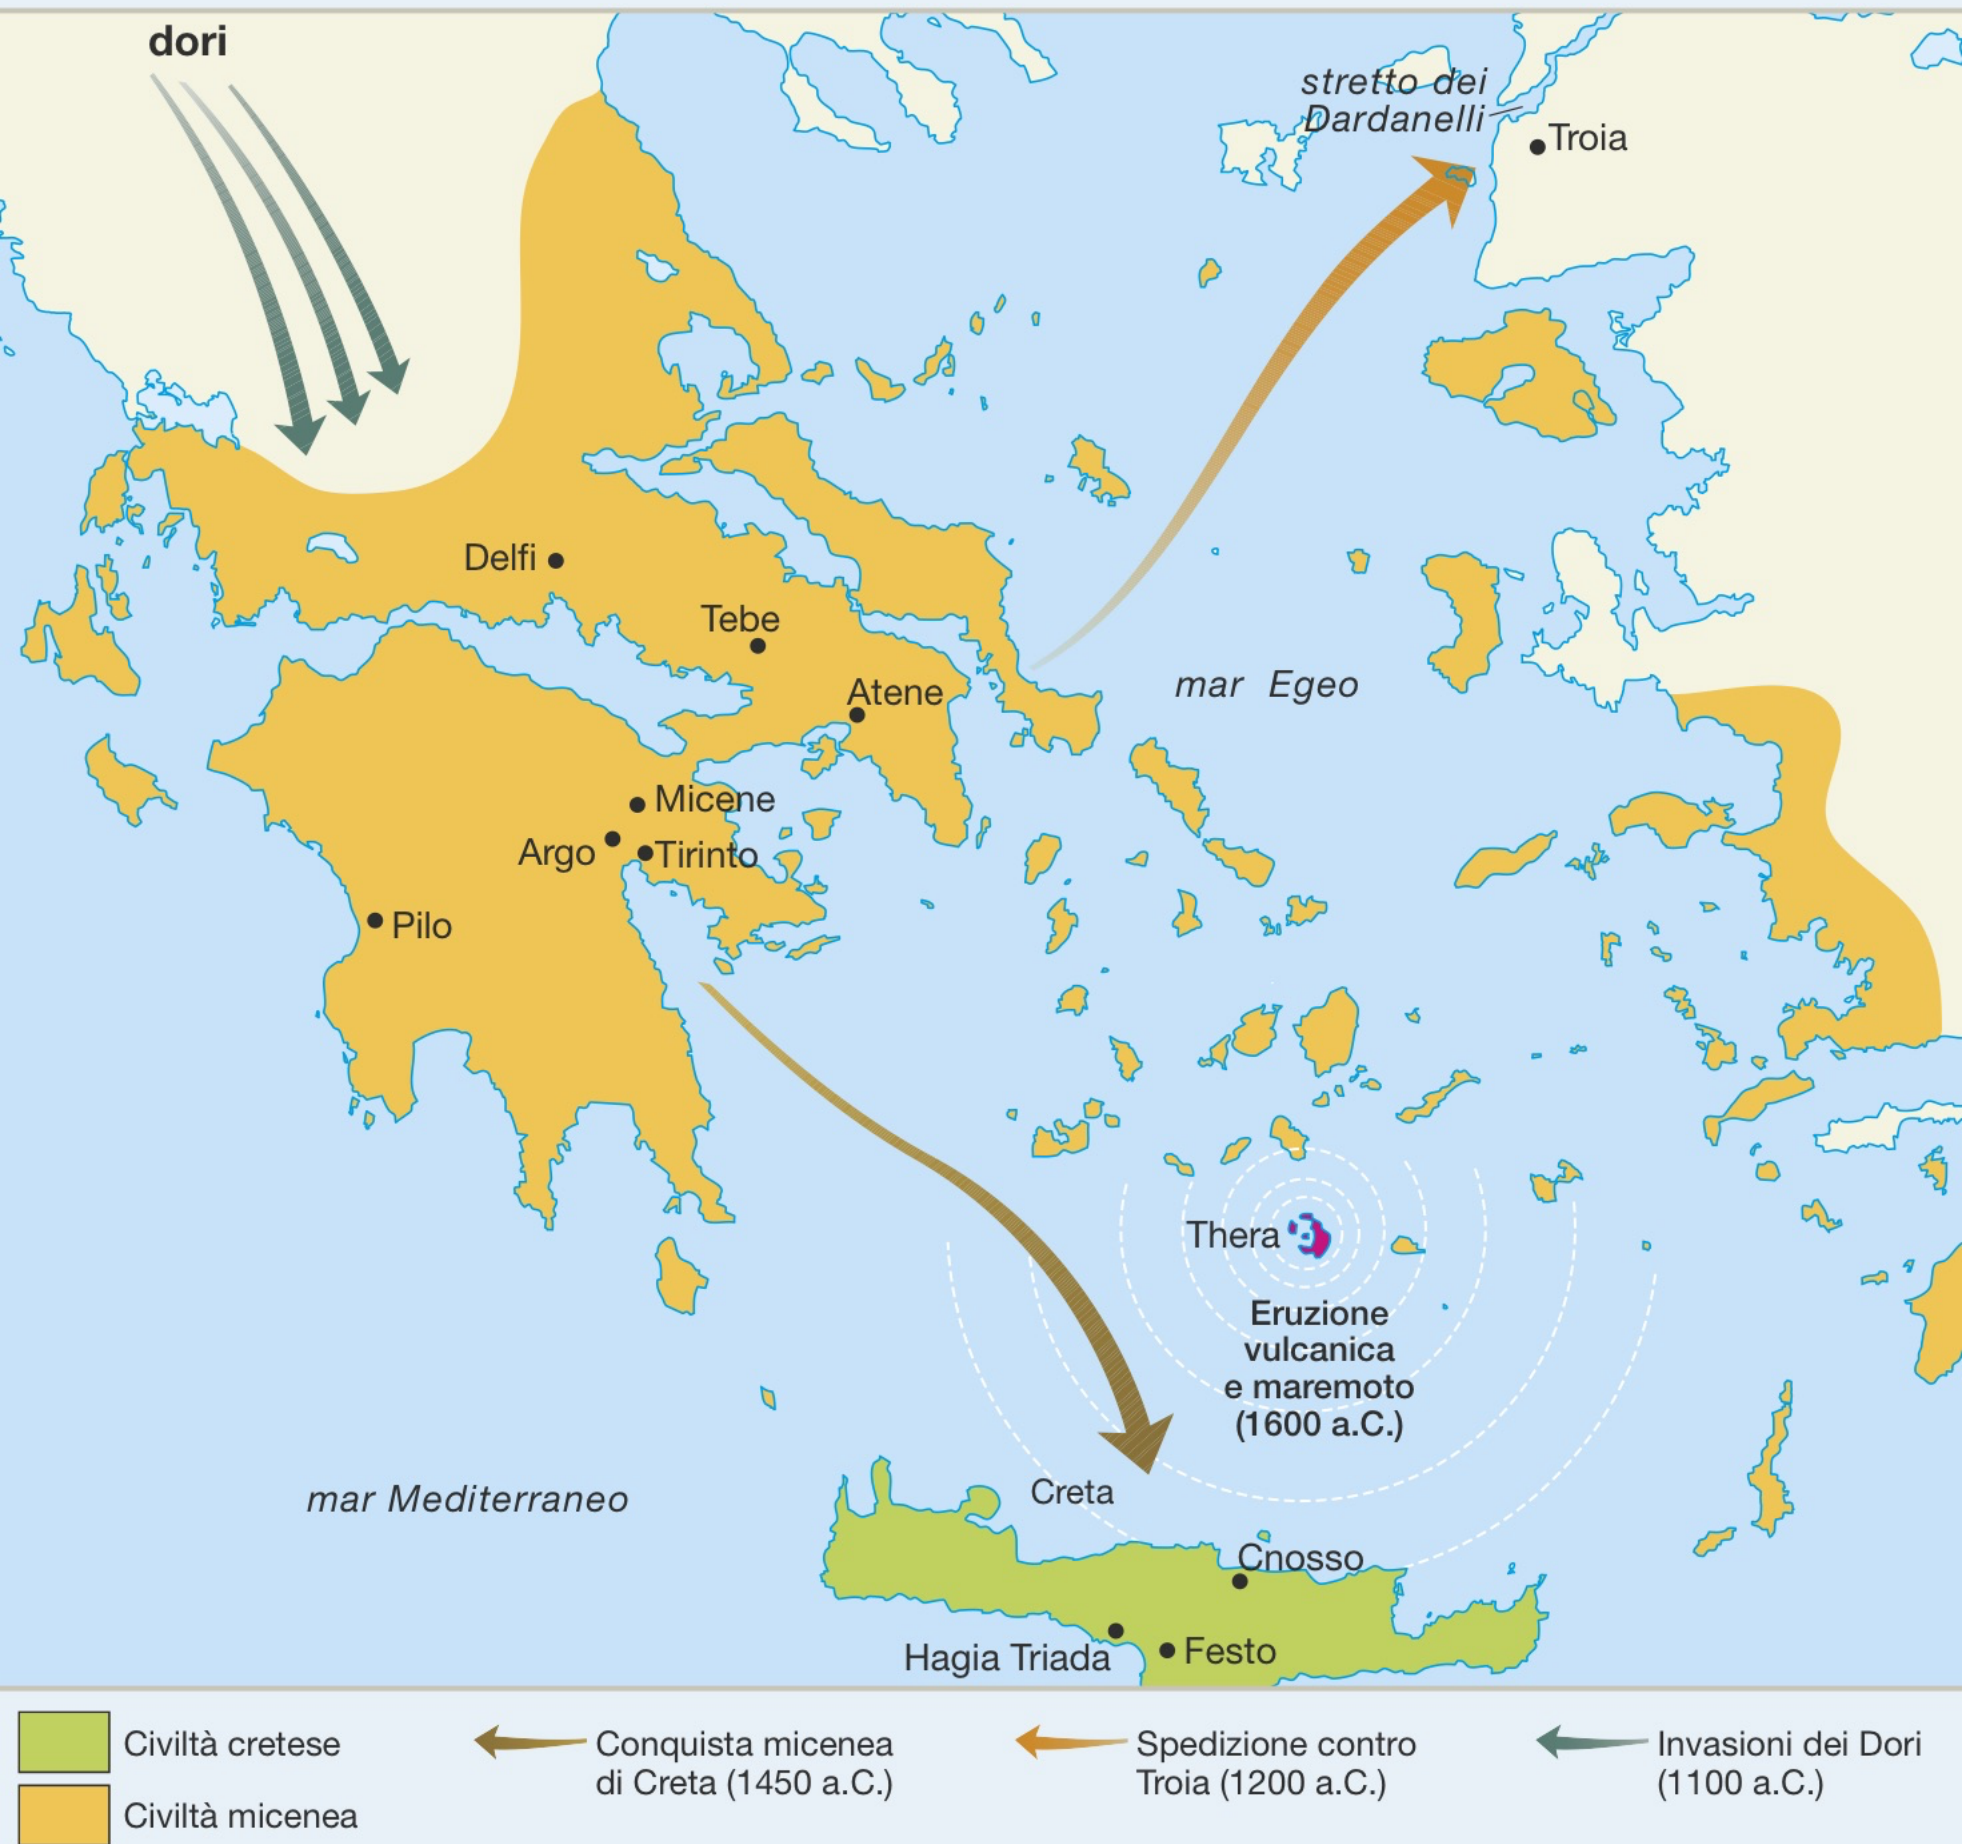 dori
stretto dei
Dardanelli
Troia
Delfi
Tebe
Atene
mar Egeo
Micene
Argo
Tirinto
Pilo
Thera
Eruzione
vulcanica
e maremoto
(1600 a.C.)
mar Mediterraneo
Creta
Cnosso
Hagia Triada
Festo
Civiltà cretese
Civiltà micenea
Conquista micenea
di Creta (1450 a.C.)
Spedizione contro
Troia (1200 a.C.)
Invasioni dei Dori
(1100 a.C.)